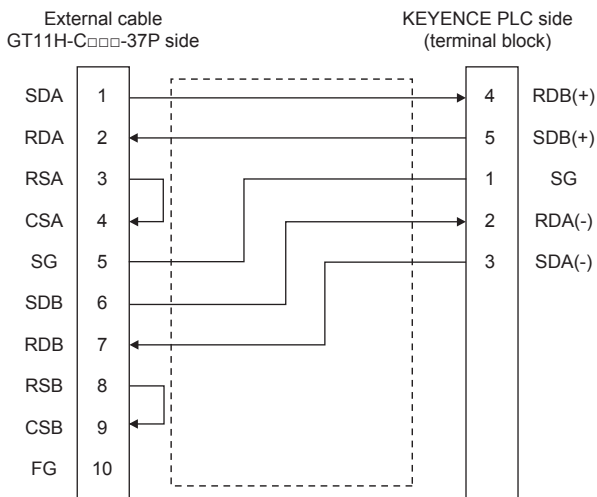 External cable
GT11H-C□□□-37P side
KEYENCE PLC side
(terminal block)
SDA 1 4 RDB(+)
RDA 2 5 SDB(+)
RSA 3 1 SG
CSA 4 2 RDA(-)
SG 5 3 SDA(-)
SDB 6
RDB 7
RSB 8
CSB 9
FG 10